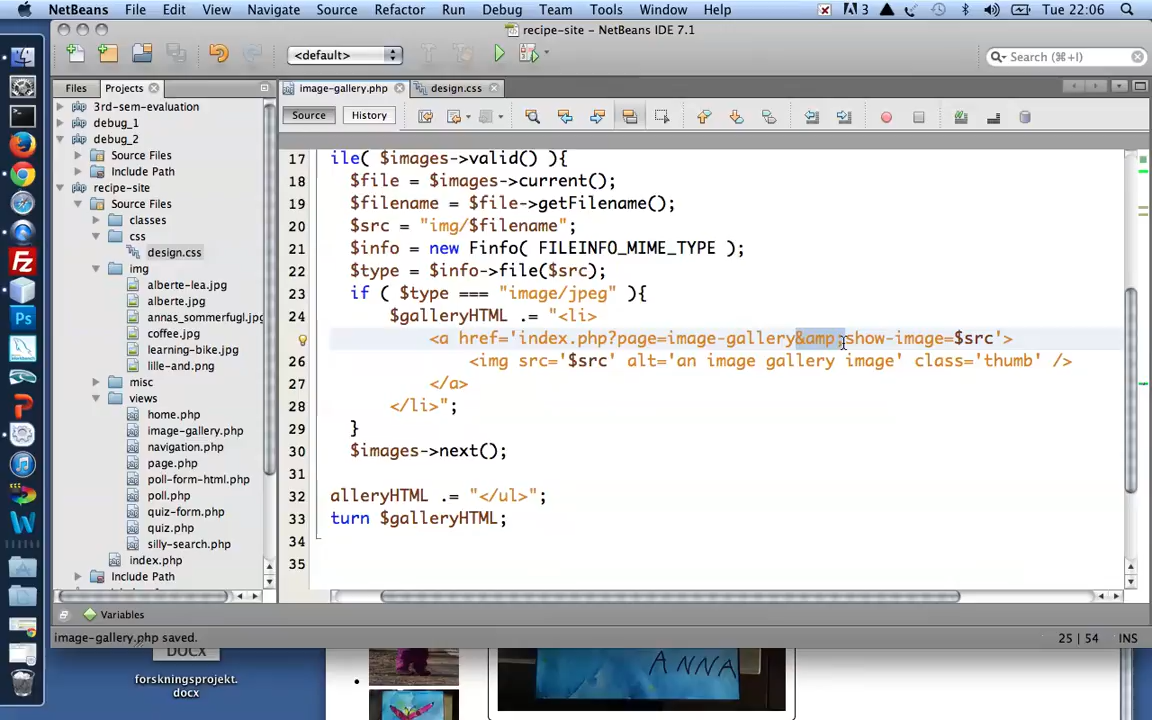 NetBeans File Edit View Navigate Source Refactor Run Debug Team Tools Window Help 3 Tue 22:06
recipe-site – NetBeans IDE 7.1
<default> Search (⌘+I)
Files Projects image-gallery.php design.css
Source History
3rd-sem-evaluation
debug_1
debug_2
Source Files
Include Path
recipe-site
Source Files
classes
css
design.css
img
alberte-lea.jpg
alberte.jpg
annas_sommerfugl.jpg
coffee.jpg
learning-bike.jpg
lille-and.png
misc
views
home.php
image-gallery.php
navigation.php
page.php
poll-form-html.php
poll.php
quiz-form.php
quiz.php
silly-search.php
index.php
Include Path
17 ile( $images->valid() ){
18 $file = $images->current();
19 $filename = $file->getFilename();
20 $src = "img/$filename";
21 $info = new Finfo( FILEINFO_MIME_TYPE );
22 $type = $info->file($src);
23 if ( $type === "image/jpeg" ){
24 $galleryHTML .= "<li>
<a href='index.php?page=image-gallery&amp;show-image=$src'>
26 <img src='$src' alt='an image gallery image' class='thumb' />
27 </a>
28 </li>";
29 }
30 $images->next();
31
32 alleryHTML .= "</ul>";
33 turn $galleryHTML;
34
35
Variables
image-gallery.php saved. 25 | 54 INS
DOCX
forskningsprojekt.
docx
ANNA